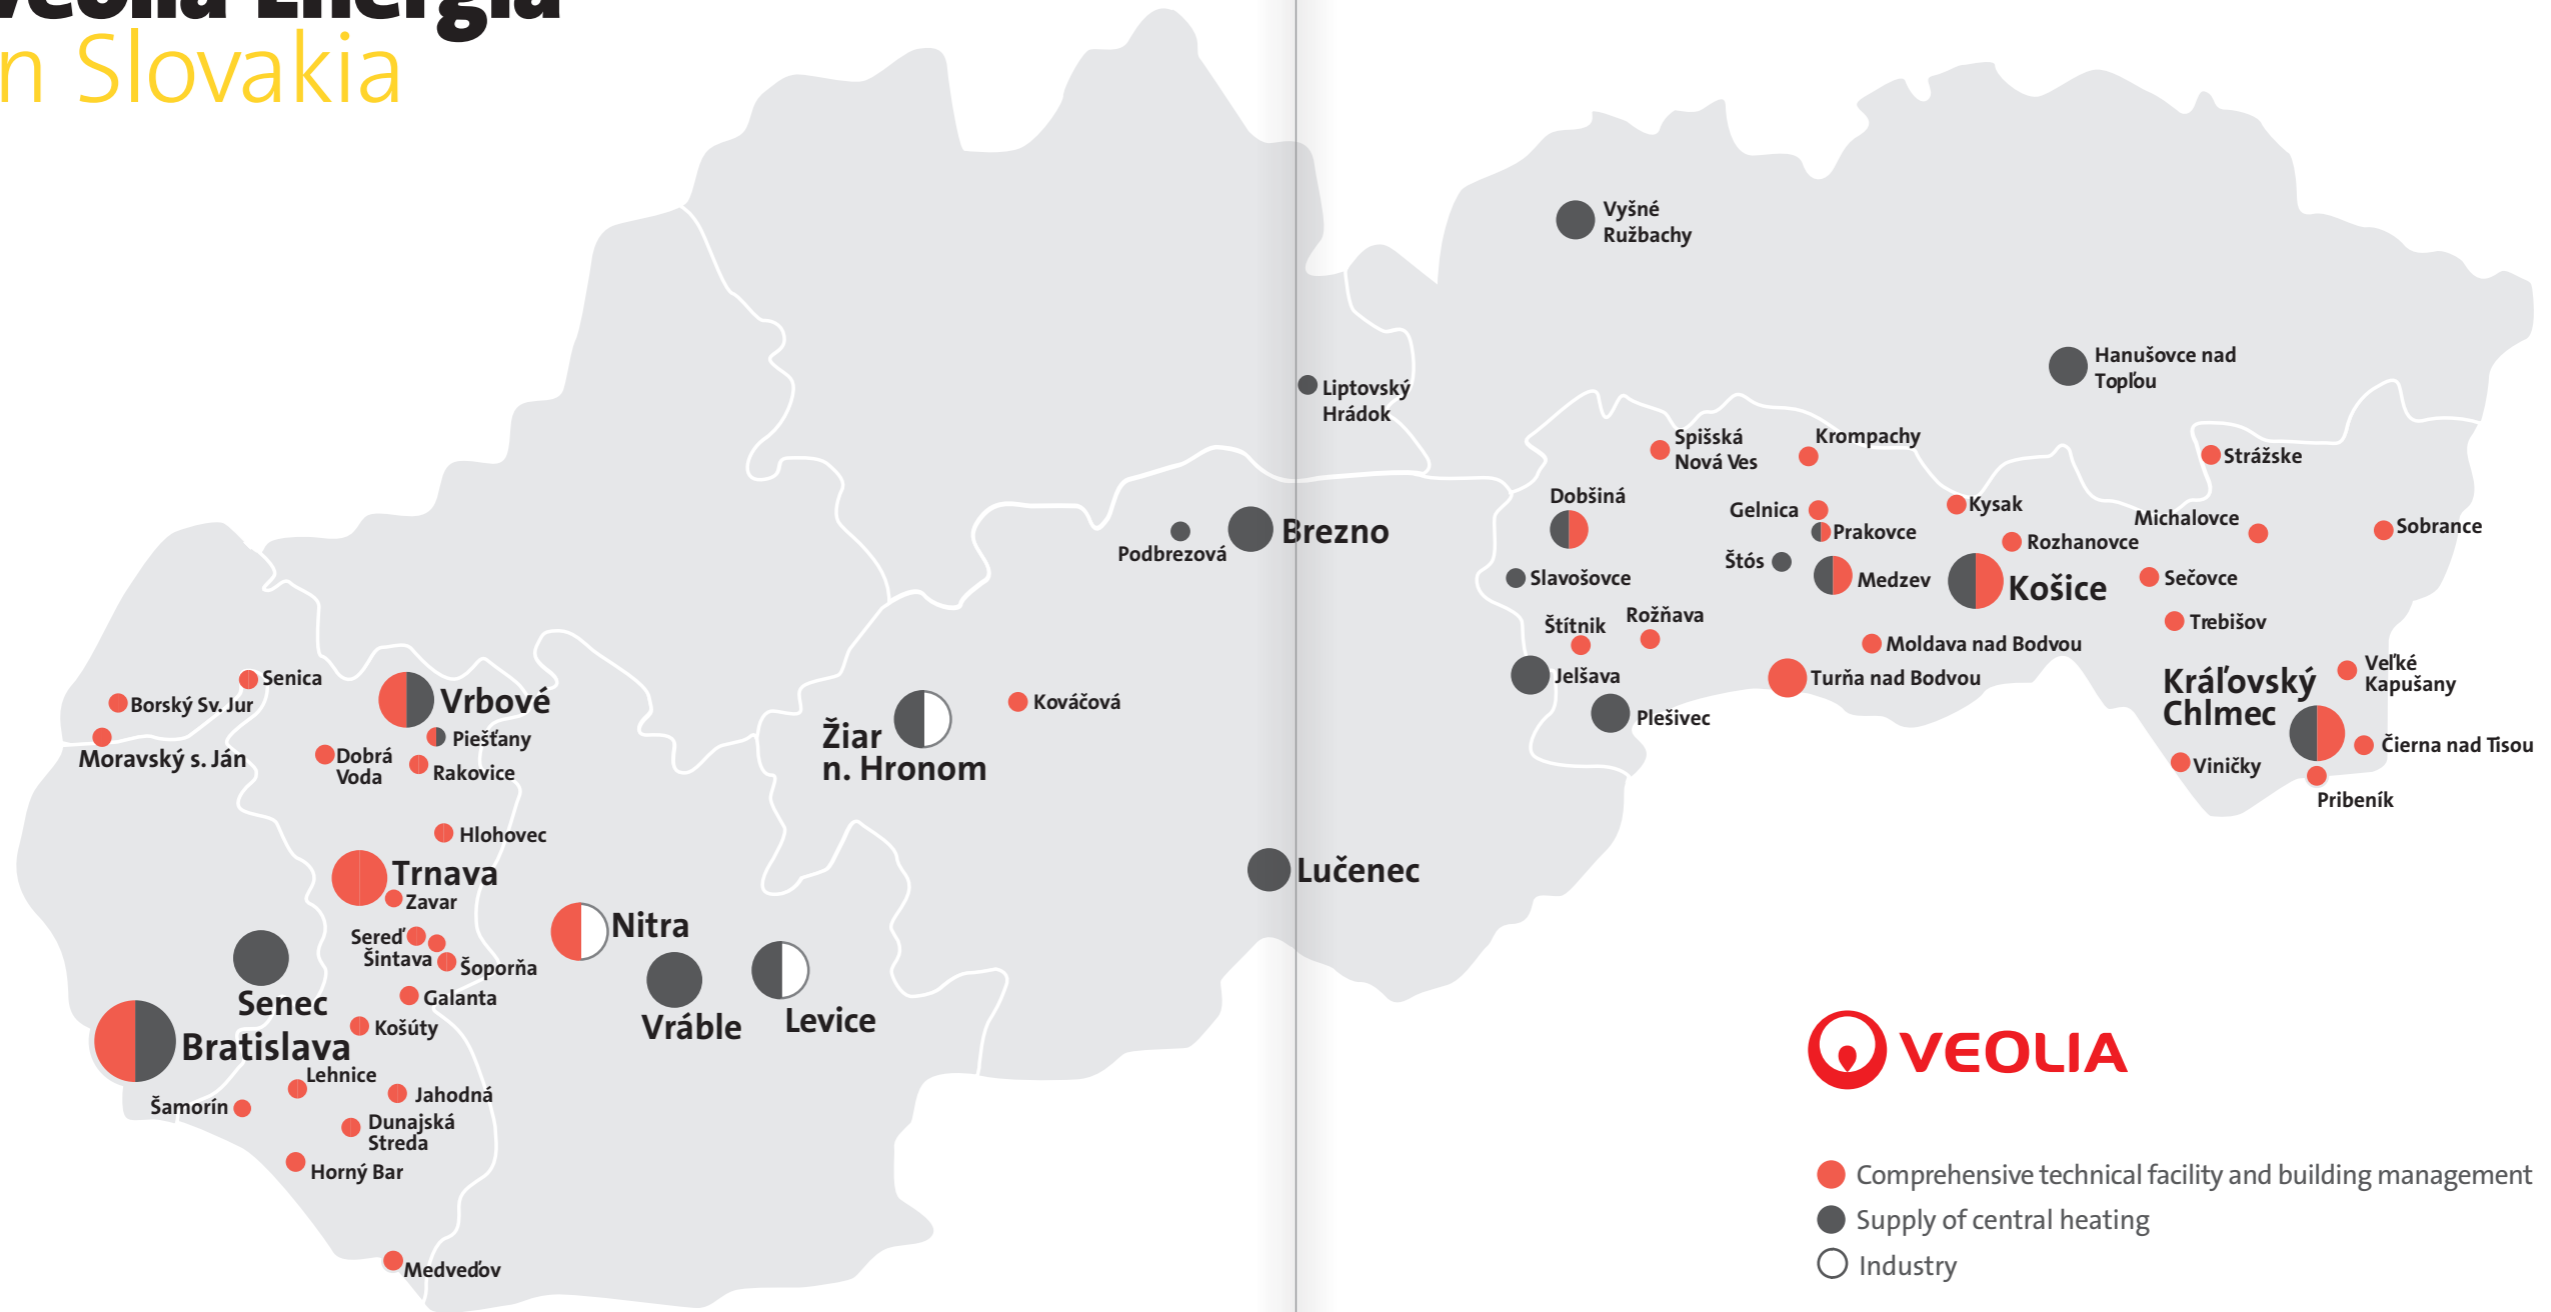 Veolia Energia
n Slovakia
Vyšné
Ružbachy
Hanušovce nad
Topľou
Liptovský
Hrádok
Spišská
Nová Ves
Krompachy
Strážske
Dobšiná
Gelnica
Kysak
Michalovce
Sobrance
Podbrezová
Brezno
Prakovce
Rozhanovce
Štós
Slavošovce
Medzev
Košice
Sečovce
Štítnik
Rožňava
Trebišov
Moldava nad Bodvou
Jelšava
Turňa nad Bodvou
Plešivec
Kráľovský
Chlmec
Veľké
Kapušany
Čierna nad Tisou
Viničky
Pribeník
Senica
Borský Sv. Jur
Moravský s. Ján
Vrbové
Piešťany
Dobrá
Voda
Rakovice
Žiar
n. Hronom
Kováčová
Hlohovec
Trnava
Zavar
Lučenec
Sereď
Šintava
Šoporňa
Nitra
Senec
Galanta
Vráble
Levice
Košúty
Bratislava
Lehnice
Šamorín
Jahodná
Dunajská
Streda
Horný Bar
Medveďov
VEOLIA
Comprehensive technical facility and building management
Supply of central heating
Industry